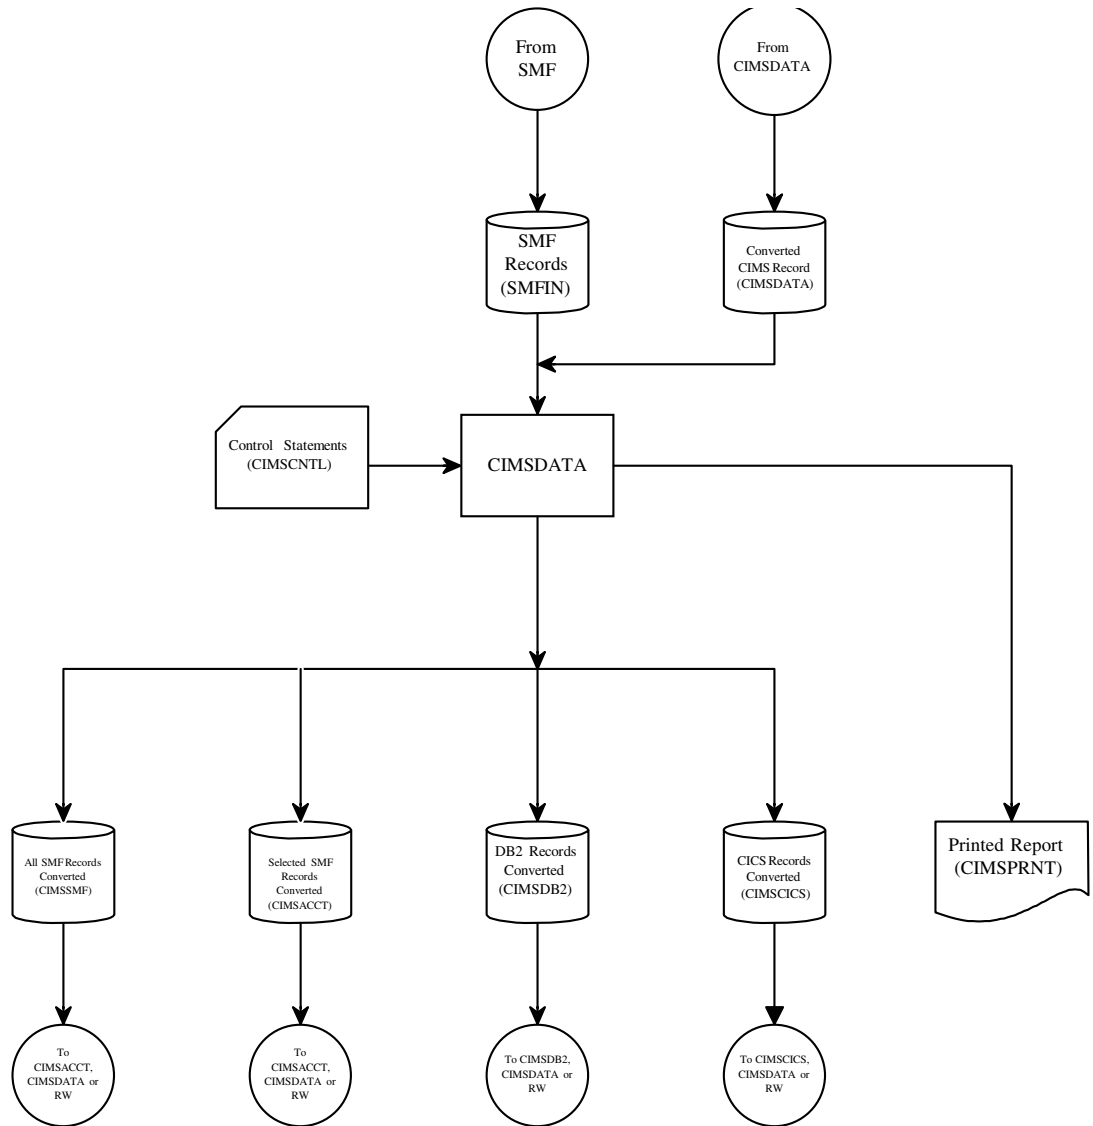 From
SMF
From
CIMSDATA
SMF
Records
(SMFIN)
Converted
CIMS Record
(CIMSDATA)
Control Statements
(CIMSCNTL)
CIMSDATA
All SMF Records
Converted
(CIMSSMF)
Selected SMF
Records
Converted
(CIMSACCT)
DB2 Records
Converted
(CIMSDB2)
CICS Records
Converted
(CIMSCICS)
Printed Report
(CIMSPRNT)
To
CIMSACCT,
CIMSDATA or
RW
To
CIMSACCT,
CIMSDATA or
RW
To CIMSDB2,
CIMSDATA or
RW
To CIMSCICS,
CIMSDATA or
RW